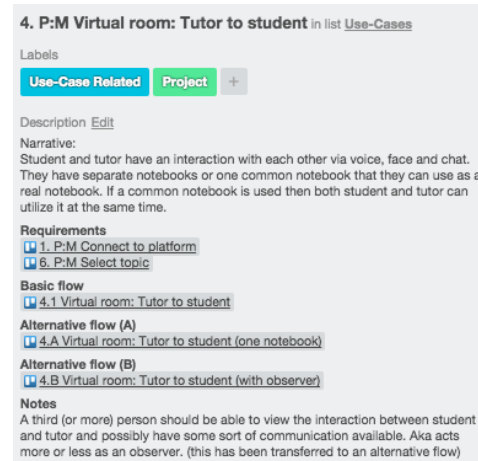 4. P:M Virtual room: Tutor to student in list Use-Cases
Labels
Use-Case Related Project +
Description Edit
Narrative:
Student and tutor have an interaction with each other via voice, face and chat.
They have separate notebooks or one common notebook that they can use as a
real notebook. If a common notebook is used then both student and tutor can
utilize it at the same time.
Requirements
1. P:M Connect to platform
6. P:M Select topic
Basic flow
4.1 Virtual room: Tutor to student
Alternative flow (A)
4.A Virtual room: Tutor to student (one notebook)
Alternative flow (B)
4.B Virtual room: Tutor to student (with observer)
Notes
A third (or more) person should be able to view the interaction between student
and tutor and possibly have some sort of communication available. Aka acts
more or less as an observer. (this has been transferred to an alternative flow)